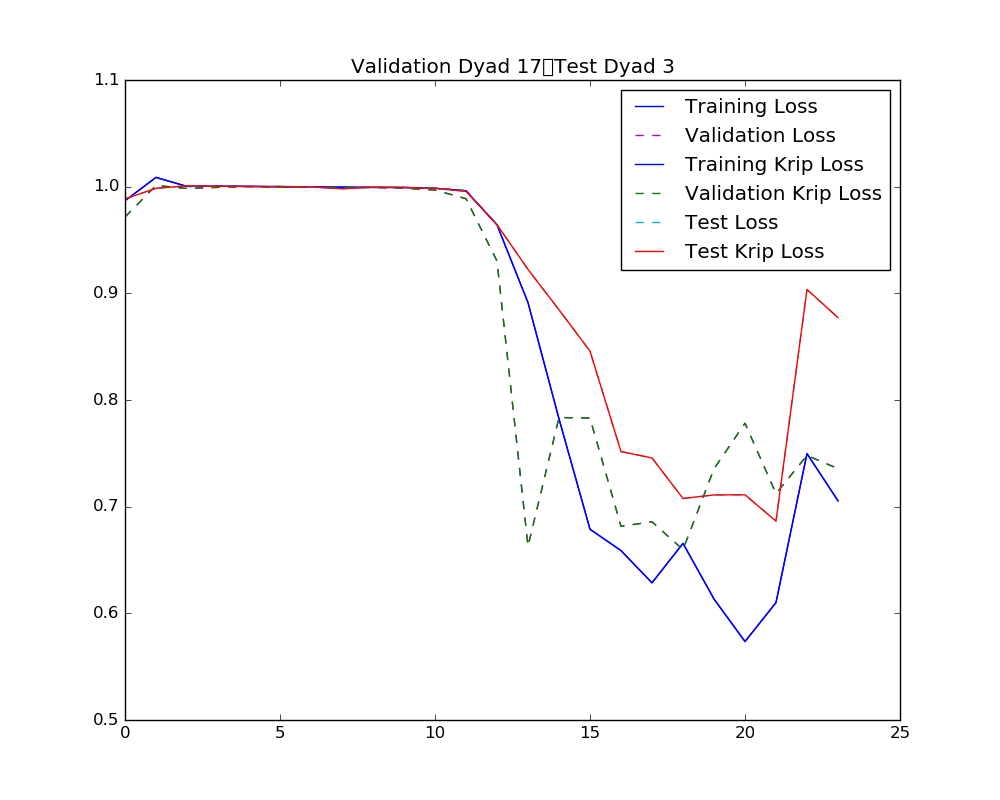 Validation Dyad 17▯Test Dyad 3
1.1
1.0
0.9
0.8
0.7
0.6
0.5
0
5
10
15
20
25
Training Loss
Validation Loss
Training Krip Loss
Validation Krip Loss
Test Loss
Test Krip Loss